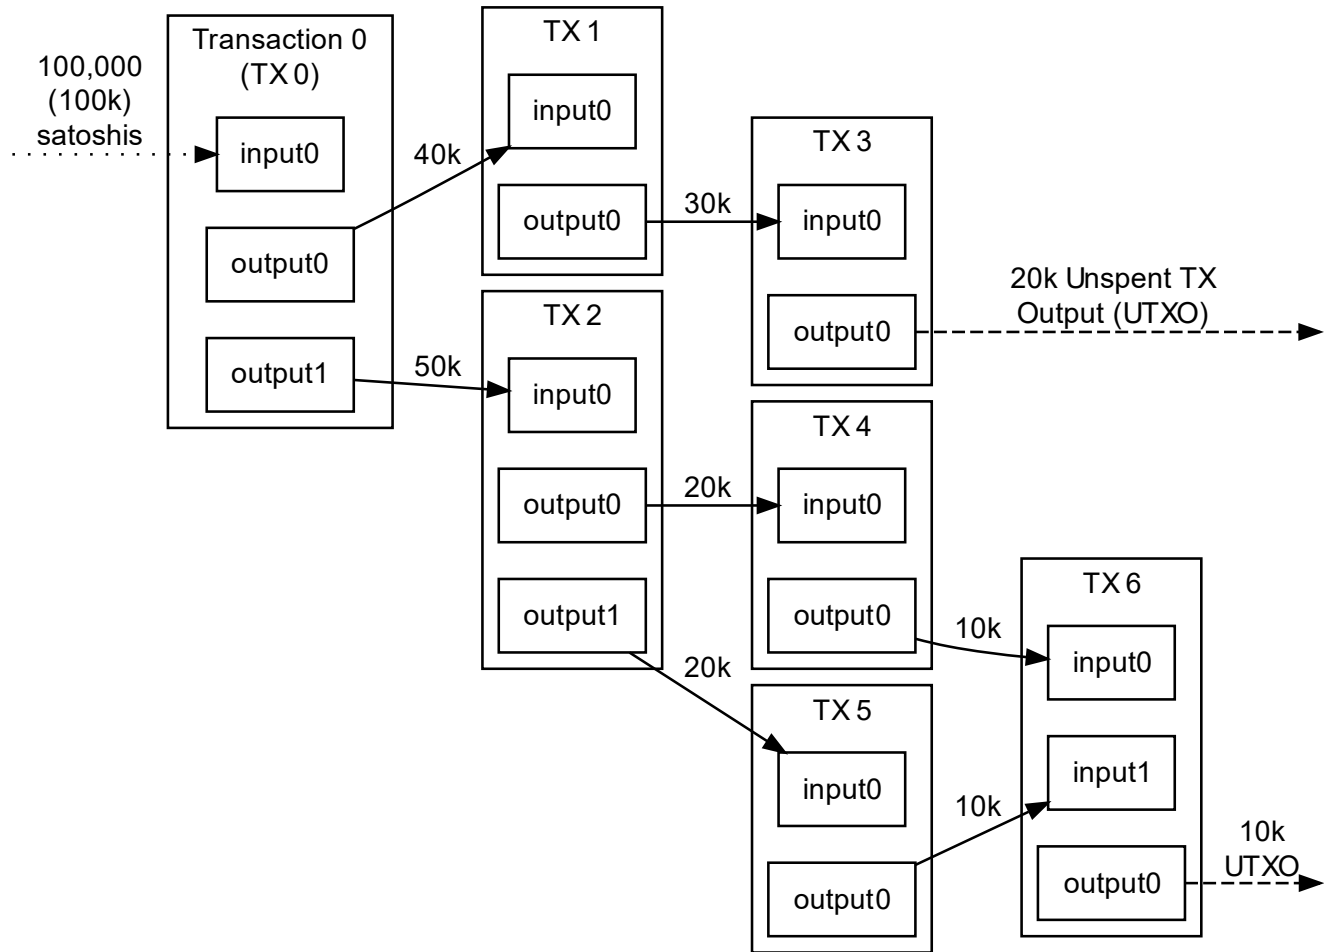 100,000
(100k)
satoshis
Transaction 0
(TX 0)
input0
output0
output1
40k
50k
TX 1
input0
output0
30k
TX 2
input0
output0
output1
20k
20k
TX 3
input0
output0
20k Unspent TX
Output (UTXO)
TX 4
input0
output0
10k
TX 5
input0
output0
10k
TX 6
input0
input1
output0
10k
UTXO